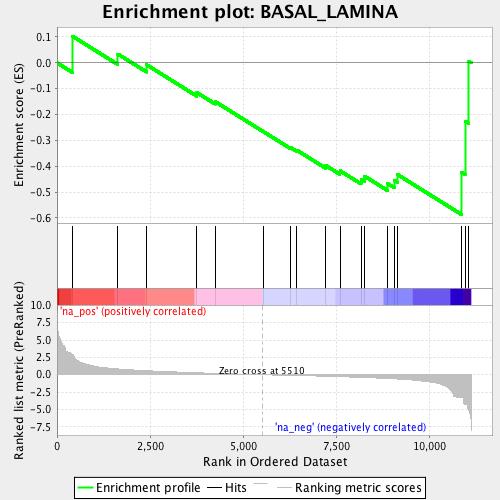 Enrichment plot: BASAL_LAMINA
Enrichment score (ES)
0.1
0.0
-0.1
-0.2
-0.3
-0.4
-0.5
-0.6
Ranked list metric (PreRanked)
10.0
7.5
5.0
2.5
0.0
-2.5
-5.0
-7.5
'na_pos' (positively correlated)
Zero cross at 5510
'na_neg' (negatively correlated)
0 2,500 5,000 7,500 10,000
Rank in Ordered Dataset
Enrichment profile Hits Ranking metric scores